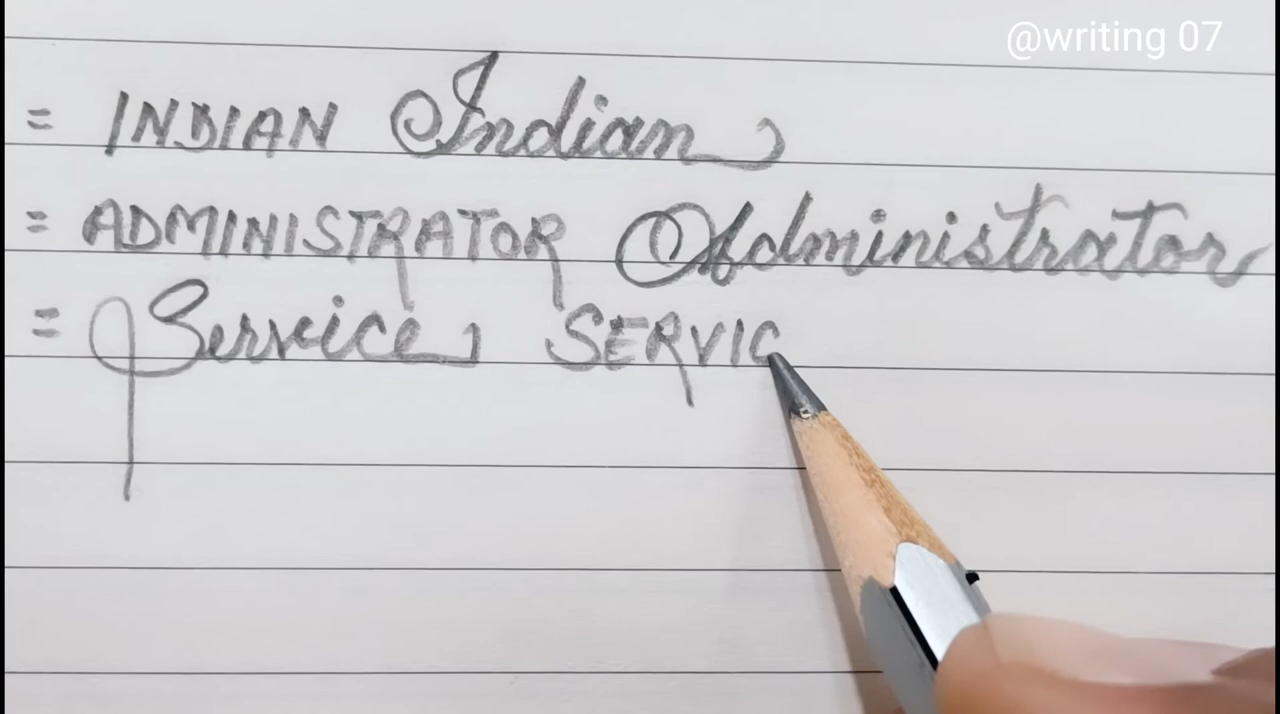 @writing 07
= INDIAN Indian
= ADMINISTRATOR Administrator
= Service SERVIC